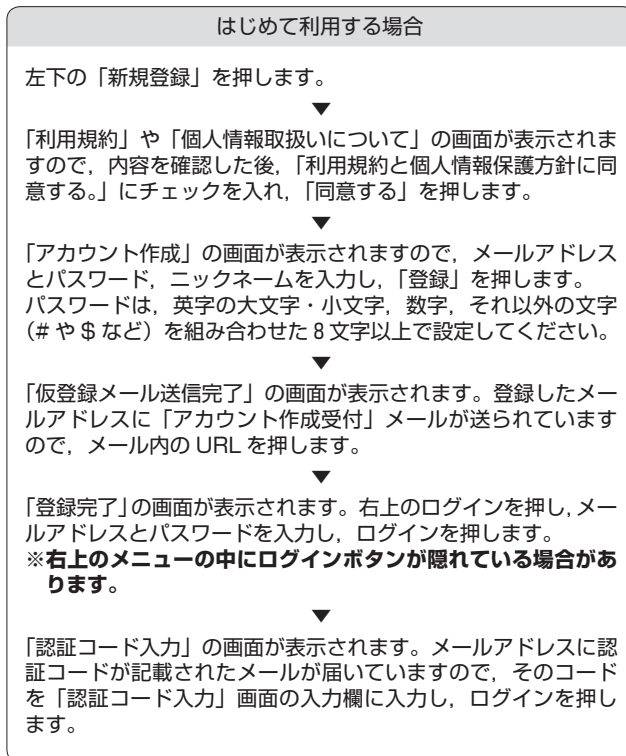 はじめて利用する場合
左下の「新規登録」を押します。
▼
「利用規約」や「個人情報取扱いについて」の画面が表示されま
すので，内容を確認した後，「利用規約と個人情報保護方針に同
意する。」にチェックを入れ，「同意する」を押します。
▼
「アカウント作成」の画面が表示されますので，メールアドレス
とパスワード，ニックネームを入力し，「登録」を押します。
パスワードは，英字の大文字・小文字，数字，それ以外の文字
（# や $ など）を組み合わせた 8 文字以上で設定してください。
▼
「仮登録メール送信完了」の画面が表示されます。登録したメー
ルアドレスに「アカウント作成受付」メールが送られています
ので，メール内の URL を押します。
▼
「登録完了」の画面が表示されます。右上のログインを押し，メー
ルアドレスとパスワードを入力し，ログインを押します。
※右上のメニューの中にログインボタンが隠れている場合があ
ります。
▼
「認証コード入力」の画面が表示されます。メールアドレスに認
証コードが記載されたメールが届いていますので，そのコード
を「認証コード入力」画面の入力欄に入力し，ログインを押し
ます。